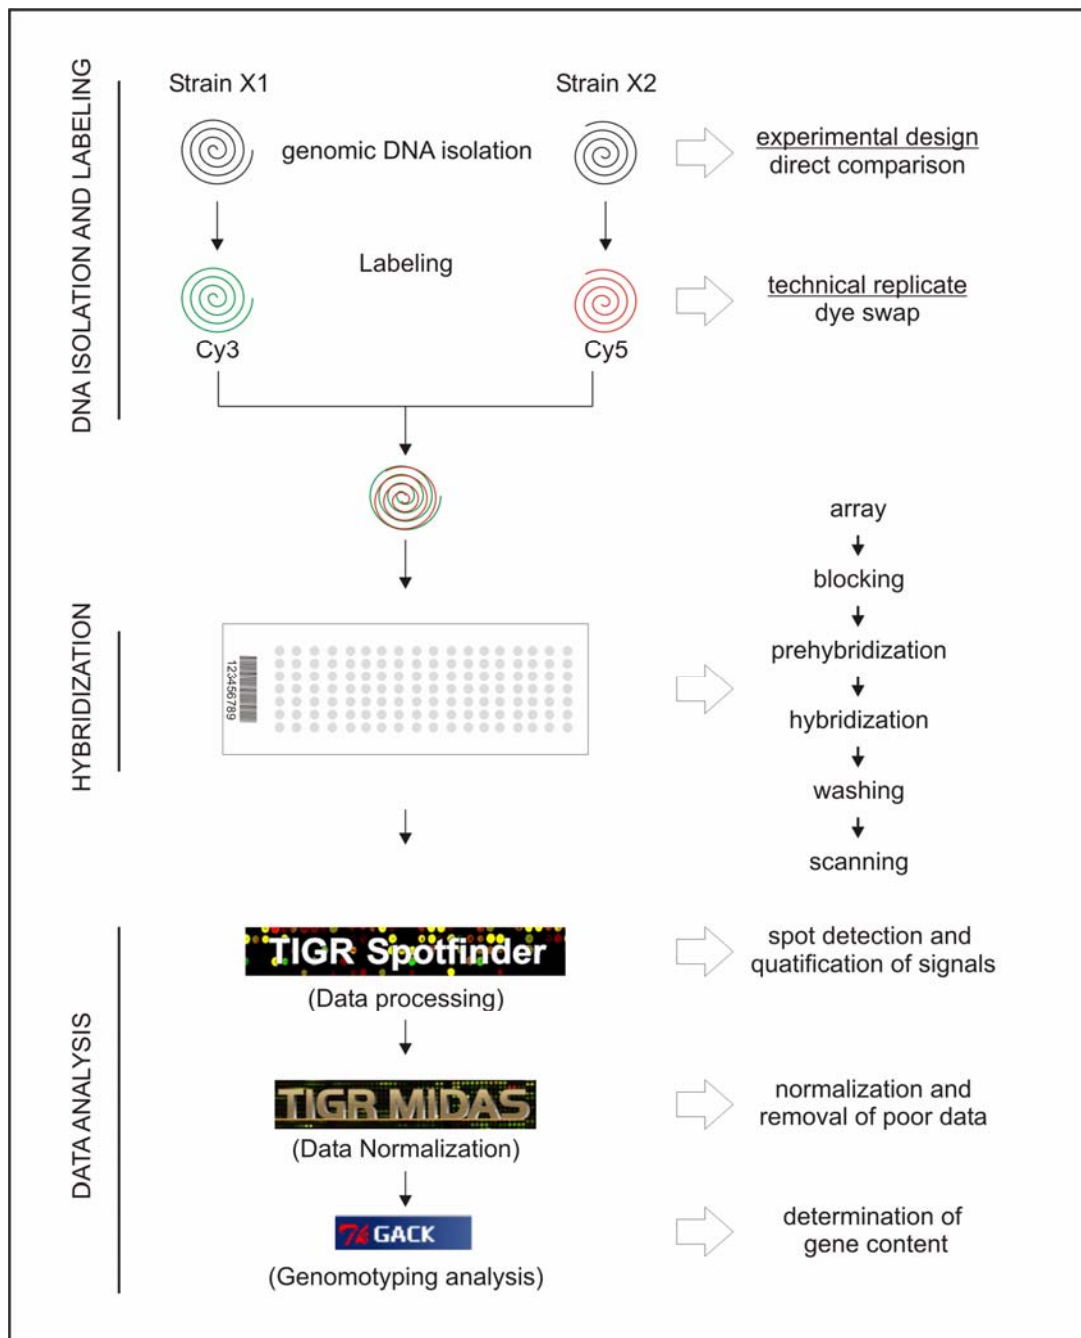 DNA ISOLATION AND LABELING
Strain X1
Strain X2
genomic DNA isolation
experimental design
direct comparison
Labeling
technical replicate
dye swap
Cy3
Cy5
HYBRIDIZATION
123456789
array
blocking
prehybridization
hybridization
washing
scanning
DATA ANALYSIS
TIGR Spotfinder
(Data processing)
spot detection and
quatification of signals
TIGR MIDAS
(Data Normalization)
normalization and
removal of poor data
7k GACK
(Genomotyping analysis)
determination of
gene content